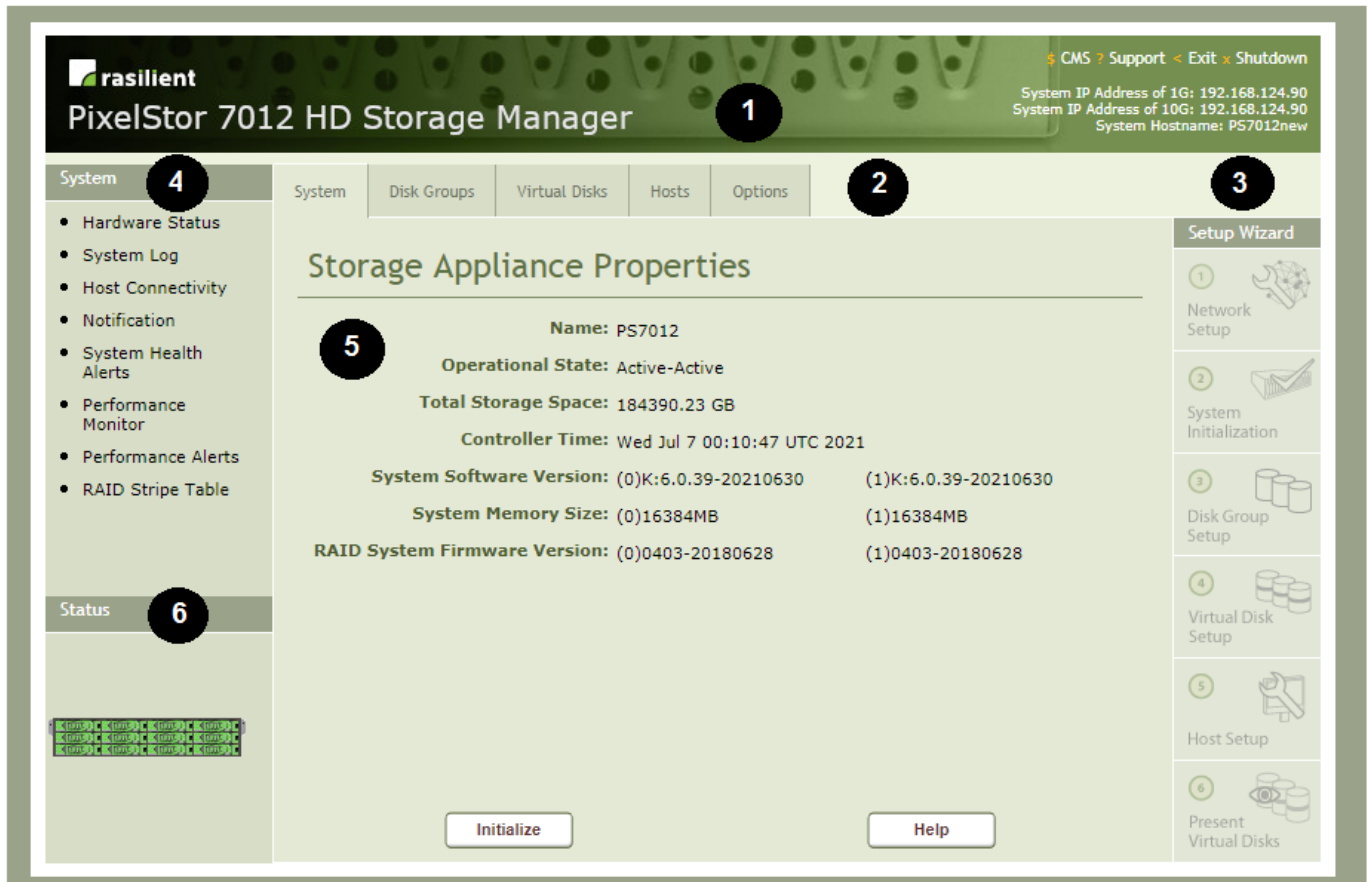 rasilient
PixelStor 7012 HD Storage Manager
1
$ CMS ? Support < Exit x Shutdown
System IP Address of 1G: 192.168.124.90
System IP Address of 10G: 192.168.124.90
System Hostname: PS7012new
System
4
System
Disk Groups
Virtual Disks
Hosts
Options
2
3
Hardware Status
System Log
Host Connectivity
Notification
System Health
Alerts
Performance
Monitor
Performance Alerts
RAID Stripe Table
Status
6
Storage Appliance Properties
5
Name: PS7012
Operational State: Active-Active
Total Storage Space: 184390.23 GB
Controller Time: Wed Jul 7 00:10:47 UTC 2021
System Software Version: (0)K:6.0.39-20210630 (1)K:6.0.39-20210630
System Memory Size: (0)16384MB (1)16384MB
RAID System Firmware Version: (0)0403-20180628 (1)0403-20180628
Initialize
Help
Setup Wizard
1
Network
Setup
2
System
Initialization
3
Disk Group
Setup
4
Virtual Disk
Setup
5
Host Setup
6
Present
Virtual Disks